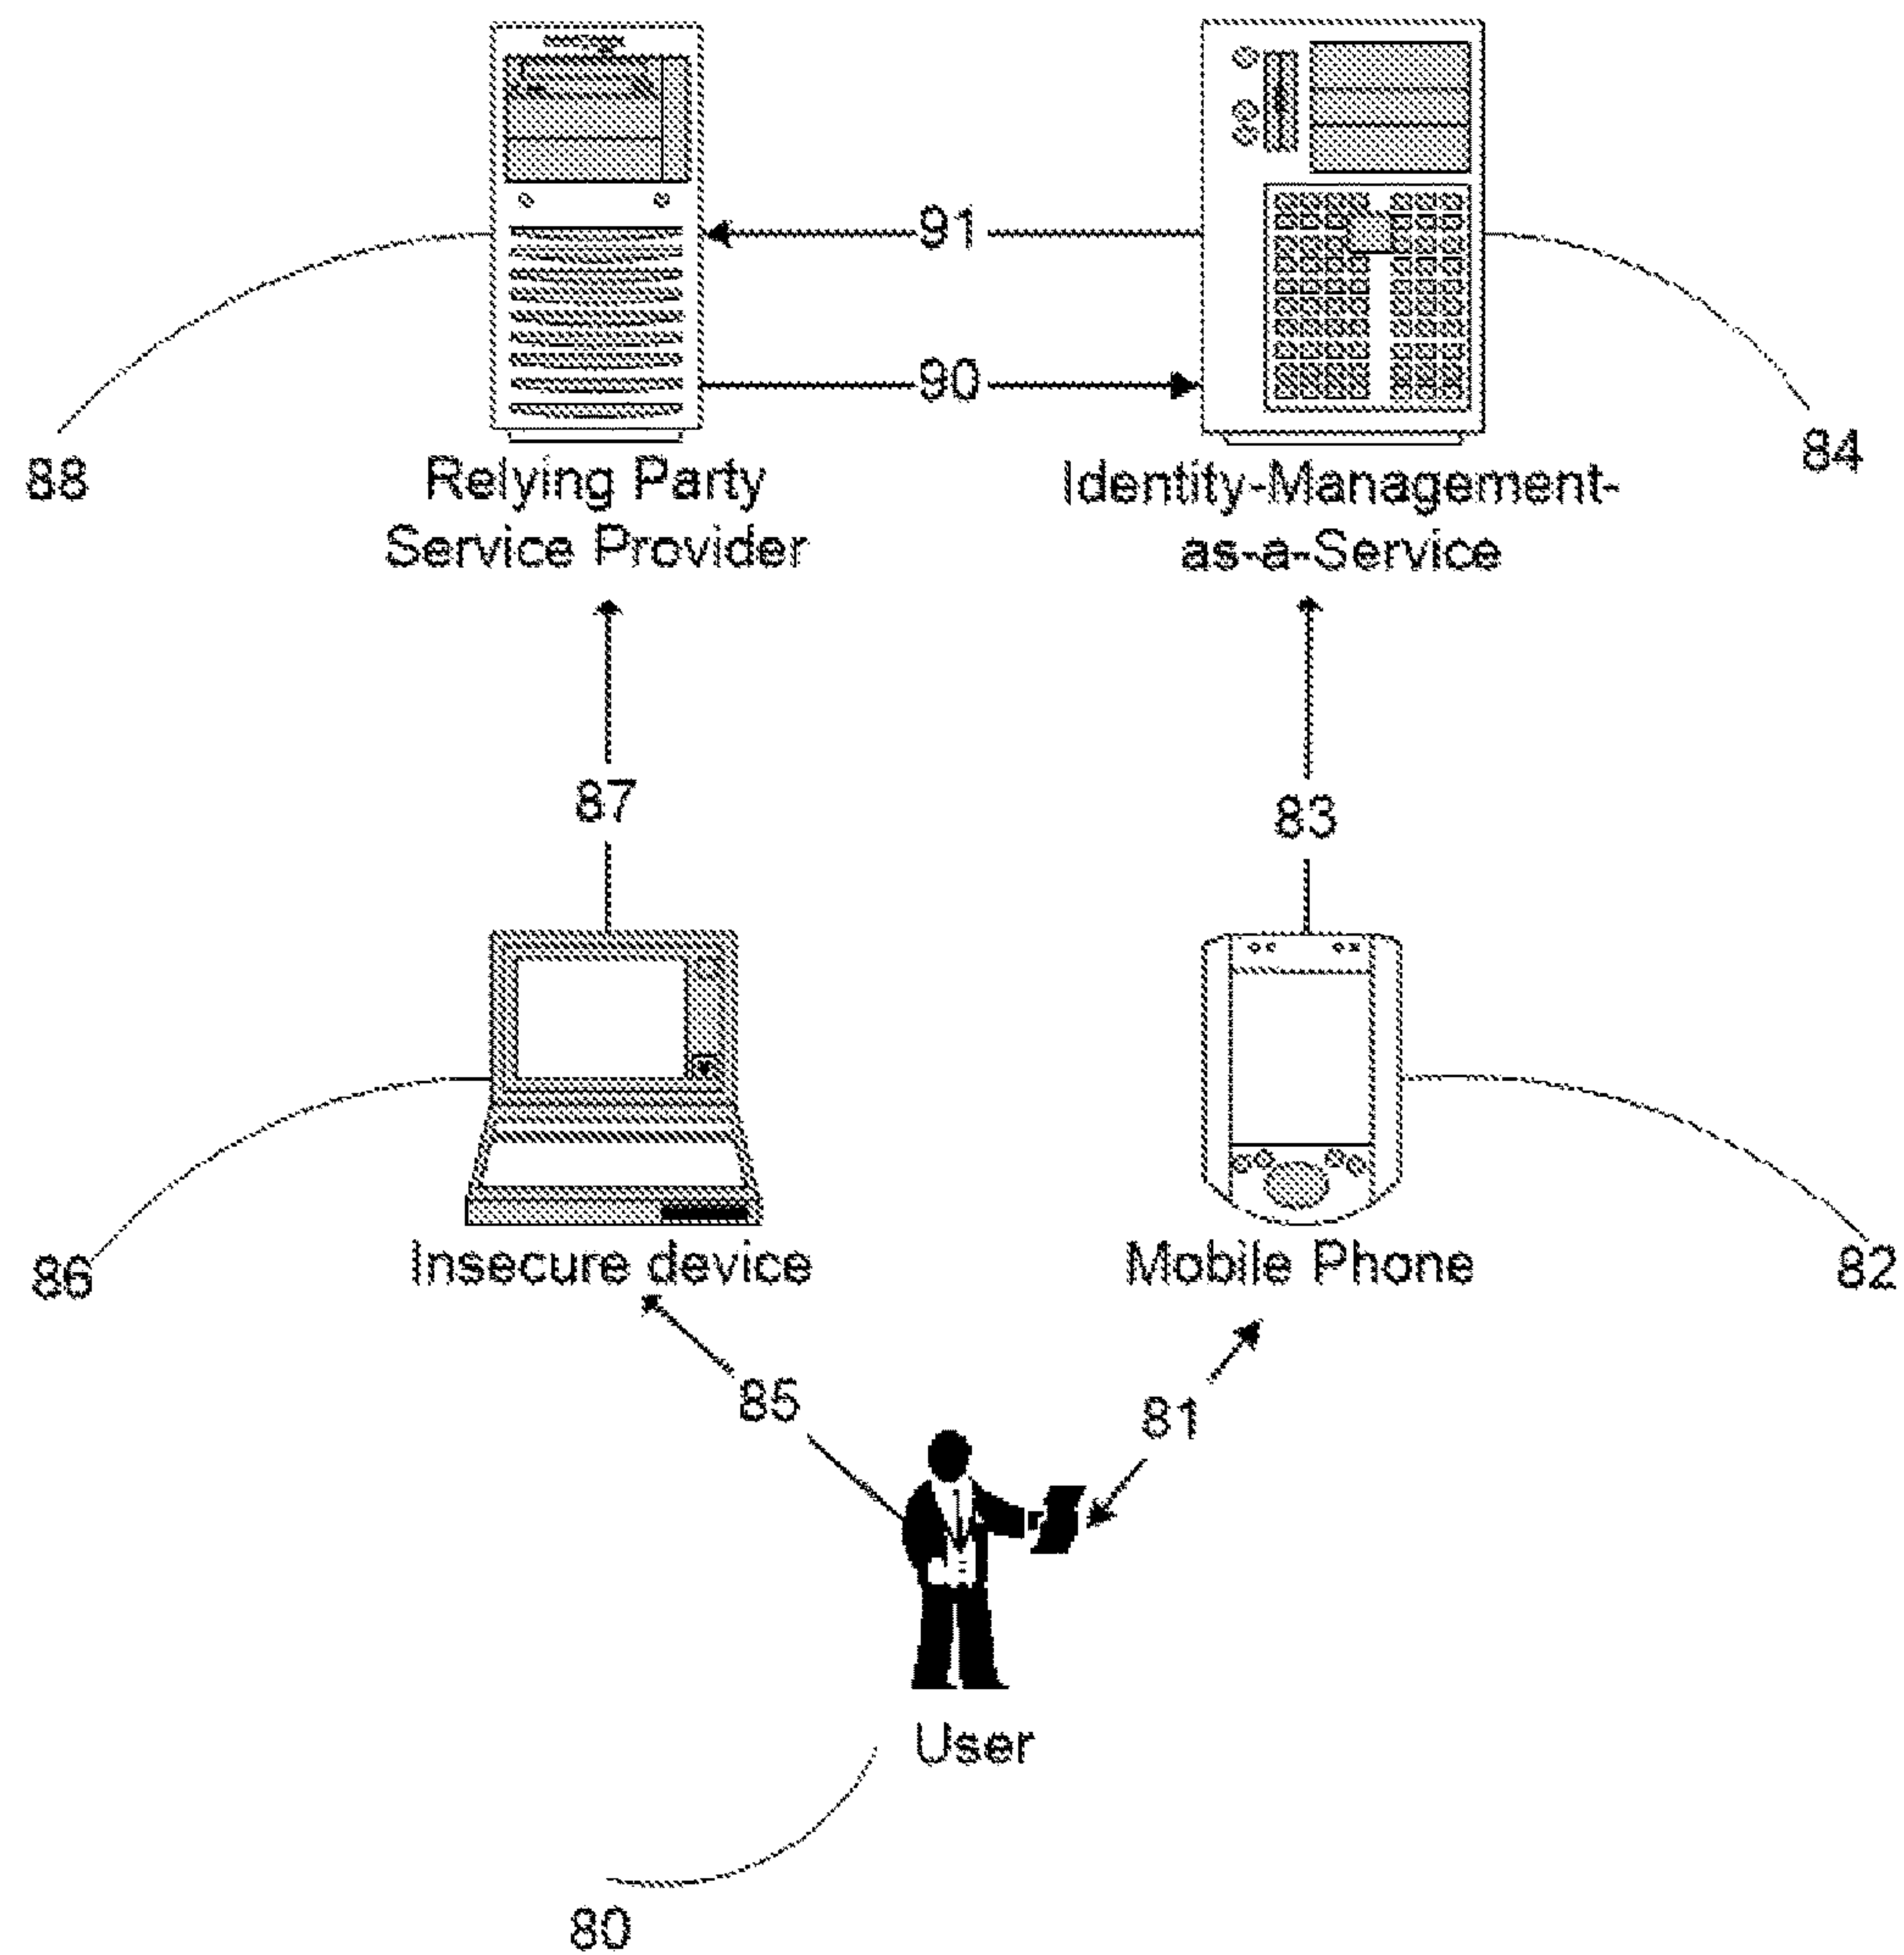 91
90
88
Relying Party
Service Provider
Identity-Management-
as-a-Service
84
87
83
86
Insecure device
Mobile Phone
82
85
81
User
80